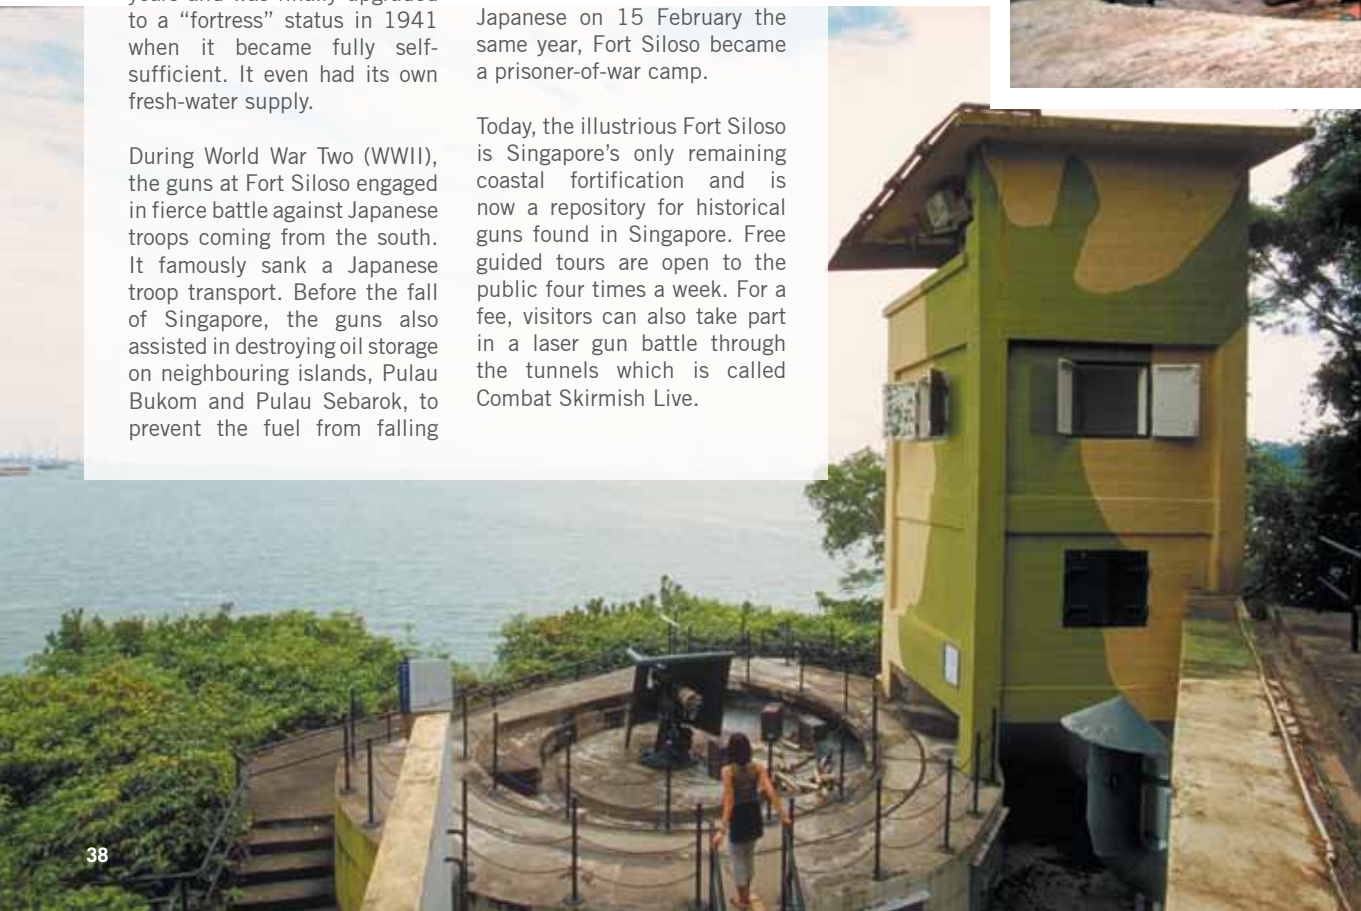 years and was finally upgraded
to a “fortress” status in 1941
when it became fully self-
sufficient. It even had its own
fresh-water supply.
During World War Two (WWII),
the guns at Fort Siloso engaged
in fierce battle against Japanese
troops coming from the south.
It famously sank a Japanese
troop transport. Before the fall
of Singapore, the guns also
assisted in destroying oil storage
on neighbouring islands, Pulau
Bukom and Pulau Sebarok, to
prevent the fuel from falling
Japanese on 15 February the
same year, Fort Siloso became
a prisoner-of-war camp.
Today, the illustrious Fort Siloso
is Singapore’s only remaining
coastal fortification and is
now a repository for historical
guns found in Singapore. Free
guided tours are open to the
public four times a week. For a
fee, visitors can also take part
in a laser gun battle through
the tunnels which is called
Combat Skirmish Live.
38